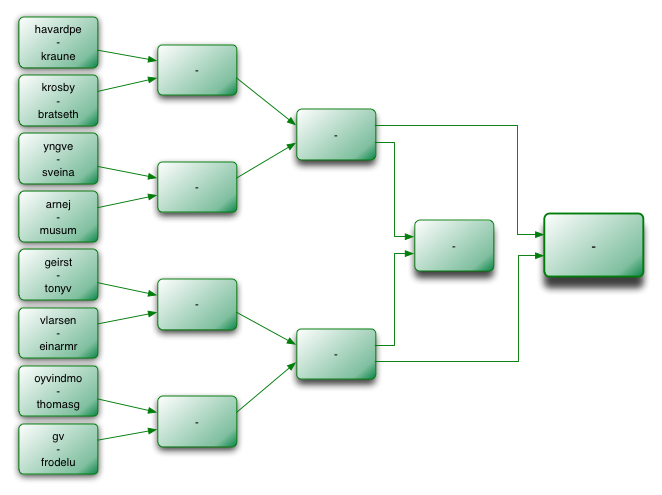 havardpe
-
kraune
krosby
-
bratseth
yngve
-
sveina
arnej
-
musum
geirst
-
tonyv
vlarsen
-
einarmr
oyvindmo
-
thomasg
gv
-
frodelu
-
-
-
-
-
-
-
-